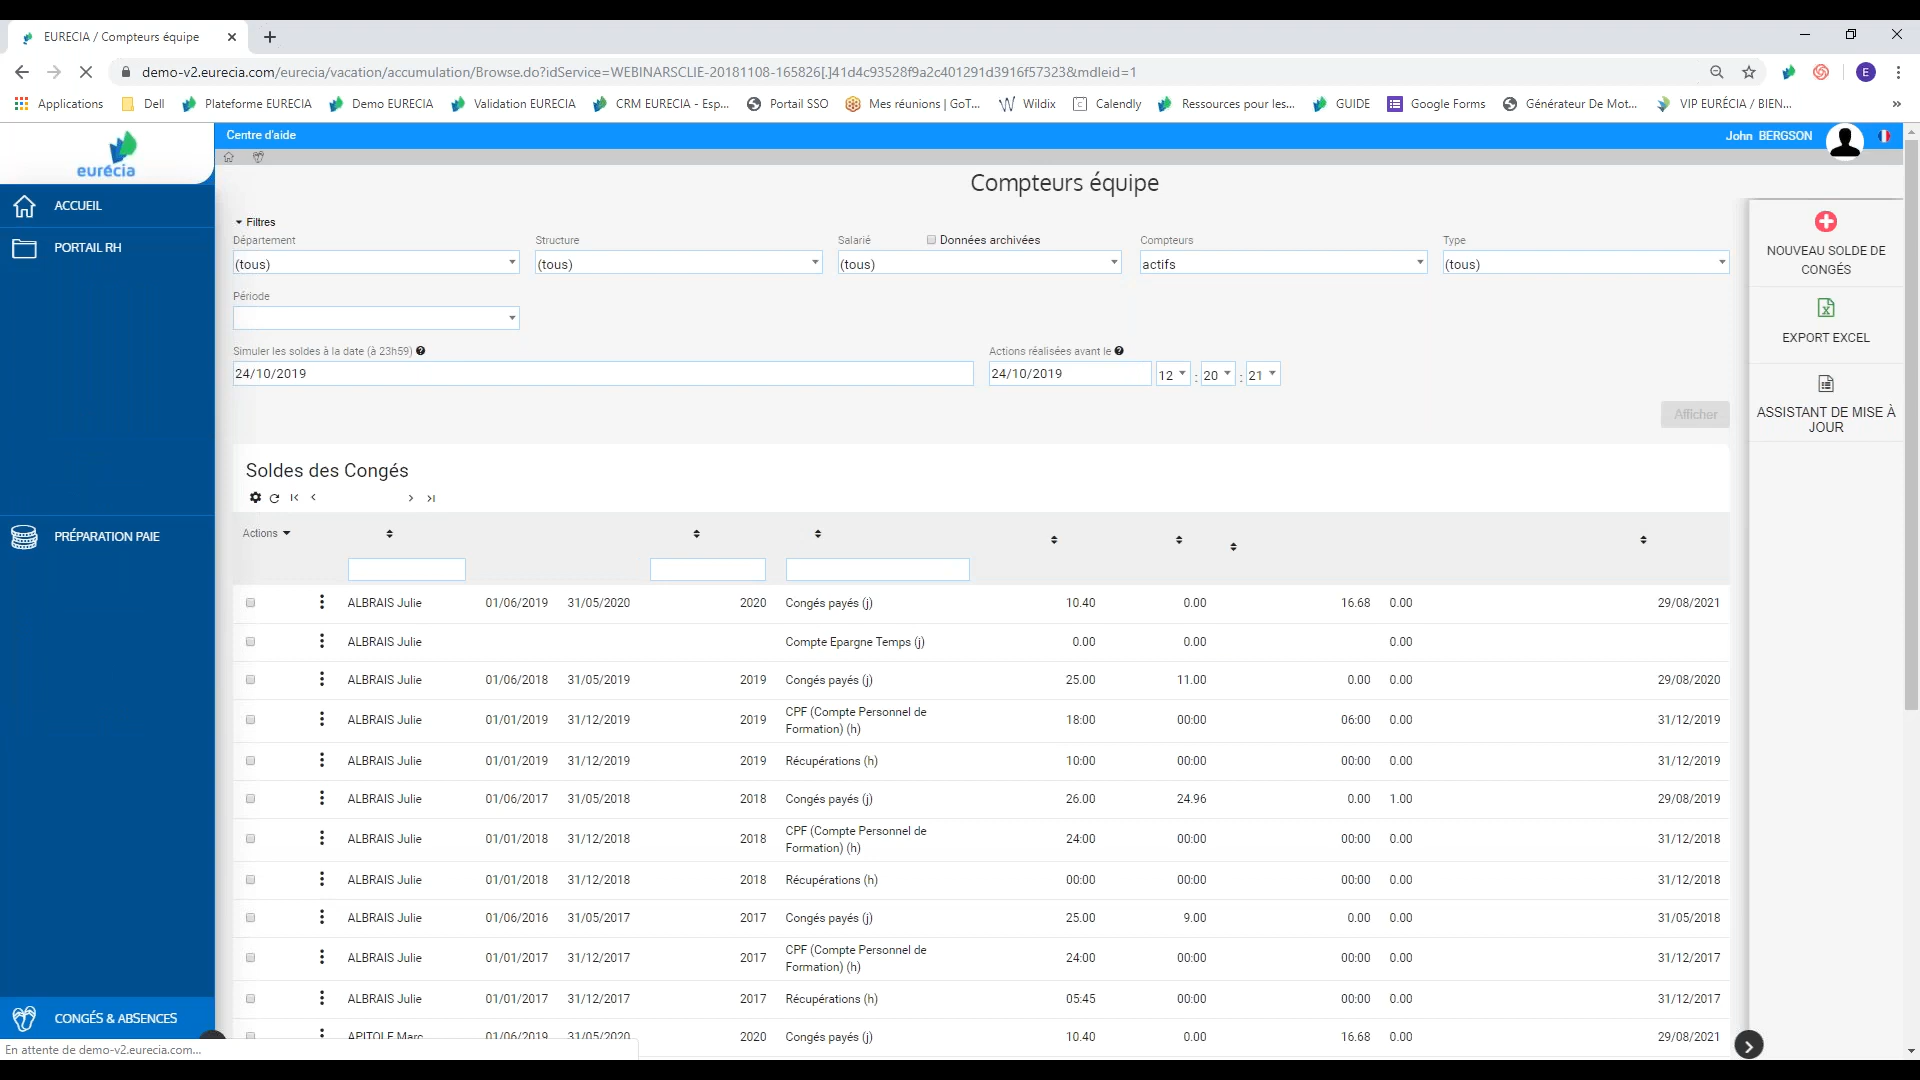 EURECIA / Compteurs équipe
demo-v2.eurecia.com/eurecia/vacation/accumulation/Browse.do?idService=WEBINARSCLIE-20181108-165826[.]41d4c93528f9a2c401291d3916f57323&mdleid=1
E
Applications Dell Plateforme EURECIA Demo EURECIA Validation EURECIA CRM EURECIA - Esp... Portail SSO Mes réunions | GoT... Wildix Calendly Ressources pour les... GUIDE Google Forms Générateur De Mot... VIP EURÉCIA / BIEN... »
eurécia
Centre d'aide
John BERGSON
ACCUEIL
PORTAIL RH
PRÉPARATION PAIE
CONGÉS & ABSENCES
Compteurs équipe
Filtres
Département Structure Salarié Données archivées Compteurs Type
(tous) (tous) (tous) actifs (tous)
Période
Simuler les soldes à la date (à 23h59) Actions réalisées avant le
24/10/2019 24/10/2019 12 : 20 : 21
Afficher
NOUVEAU SOLDE DE
CONGÉS
EXPORT EXCEL
ASSISTANT DE MISE À
JOUR
Soldes des Congés
Actions
ALBRAIS Julie 01/06/2019 31/05/2020 2020 Congés payés (j) 10.40 0.00 16.68 0.00 29/08/2021
ALBRAIS Julie Compte Epargne Temps (j) 0.00 0.00 0.00
ALBRAIS Julie 01/06/2018 31/05/2019 2019 Congés payés (j) 25.00 11.00 0.00 0.00 29/08/2020
ALBRAIS Julie 01/01/2019 31/12/2019 2019 CPF (Compte Personnel de
Formation) (h) 18:00 00:00 06:00 0.00 31/12/2019
ALBRAIS Julie 01/01/2019 31/12/2019 2019 Récupérations (h) 10:00 00:00 00:00 0.00 31/12/2019
ALBRAIS Julie 01/06/2017 31/05/2018 2018 Congés payés (j) 26.00 24.96 0.00 1.00 29/08/2019
ALBRAIS Julie 01/01/2018 31/12/2018 2018 CPF (Compte Personnel de
Formation) (h) 24:00 00:00 00:00 0.00 31/12/2018
ALBRAIS Julie 01/01/2018 31/12/2018 2018 Récupérations (h) 00:00 00:00 00:00 0.00 31/12/2018
ALBRAIS Julie 01/06/2016 31/05/2017 2017 Congés payés (j) 25.00 9.00 0.00 0.00 31/05/2018
ALBRAIS Julie 01/01/2017 31/12/2017 2017 CPF (Compte Personnel de
Formation) (h) 24:00 00:00 00:00 0.00 31/12/2017
ALBRAIS Julie 01/01/2017 31/12/2017 2017 Récupérations (h) 05:45 00:00 00:00 0.00 31/12/2017
APITOLE Marc 01/06/2019 31/05/2020 2020 Congés payés (j) 10.40 0.00 16.68 0.00 29/08/2021
En attente de demo-v2.eurecia.com...